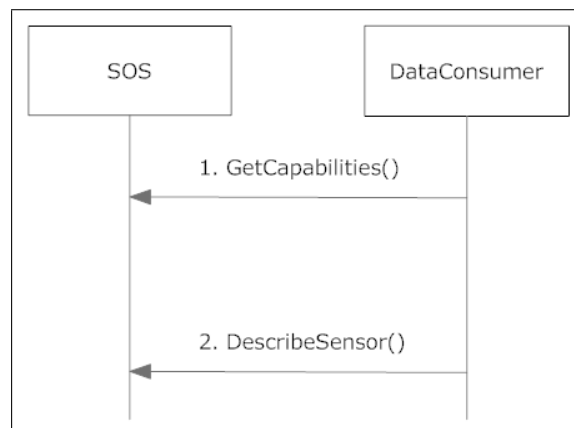 SOS
DataConsumer
1. GetCapabilities()
2. DescribeSensor()